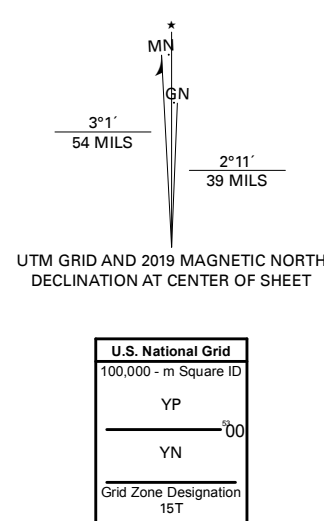 MN
GN
3°1´
54 MILS
2°11´
39 MILS
UTM GRID AND 2019 MAGNETIC NORTH
DECLINATION AT CENTER OF SHEET
U.S. National Grid
100,000 - m Square ID
YP
5300
YN
Grid Zone Designation
15T